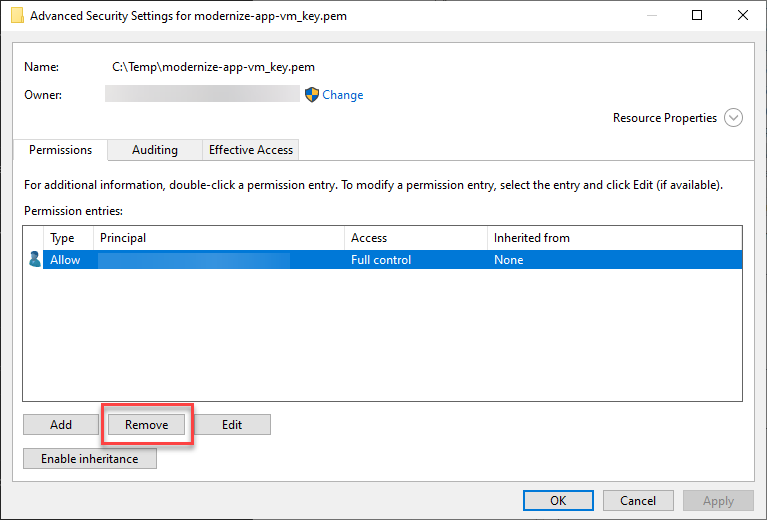 Advanced Security Settings for modernize-app-vm_key.pem
Name: C:\Temp\modernize-app-vm_key.pem
Owner: Change
Resource Properties
Permissions Auditing Effective Access
For additional information, double-click a permission entry. To modify a permission entry, select the entry and click Edit (if available).
Permission entries:
Type Principal Access Inherited from
Allow Full control None
Add Remove Edit
Enable inheritance
OK Cancel Apply